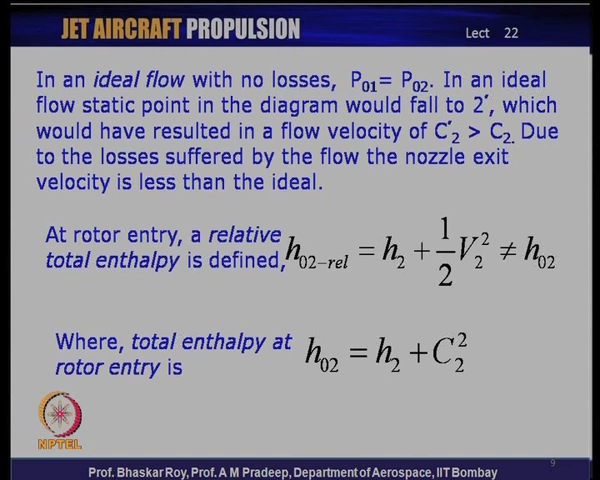 JET AIRCRAFT PROPULSION Lect 22
In an ideal flow with no losses, P₀₁= P₀₂. In an ideal
flow static point in the diagram would fall to 2′, which
would have resulted in a flow velocity of C′₂ > C₂. Due
to the losses suffered by the flow the nozzle exit
velocity is less than the ideal.
At rotor entry, a relative
total enthalpy is defined,
h₀₂₋rel = h₂ + 1/2 V₂² ≠ h₀₂
Where, total enthalpy at
rotor entry is
h₀₂ = h₂ + C₂²
NPTEL
9
Prof. Bhaskar Roy, Prof. A M Pradeep, Department of Aerospace, IIT Bombay